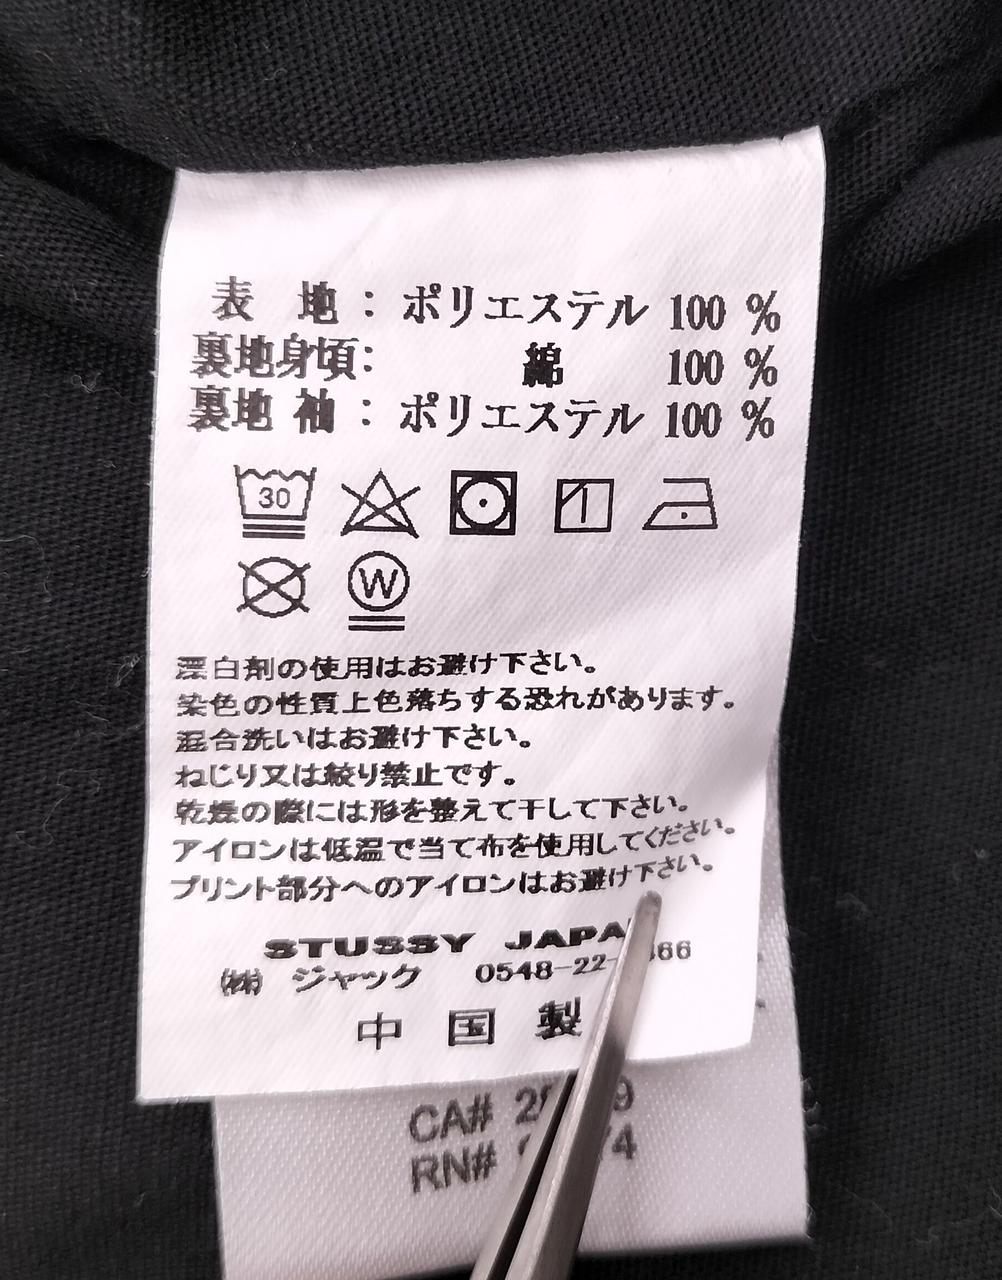 表 地 : ポリエステル 100 %
裏地身頃: 綿 100 %
裏地 袖 : ポリエステル 100 %
30
W
漂白剤の使用はお避け下さい。
染色の性質上色落ちする恐れがあります。
混合洗いはお避け下さい。
ねじり又は絞り禁止です。
乾燥の際には形を整えて干して下さい。
アイロンは低温で当て布を使用してください。
プリント部分へのアイロンはお避け下さい。
STUSSY
㈱ ジャック
中国製
CA#
RN#